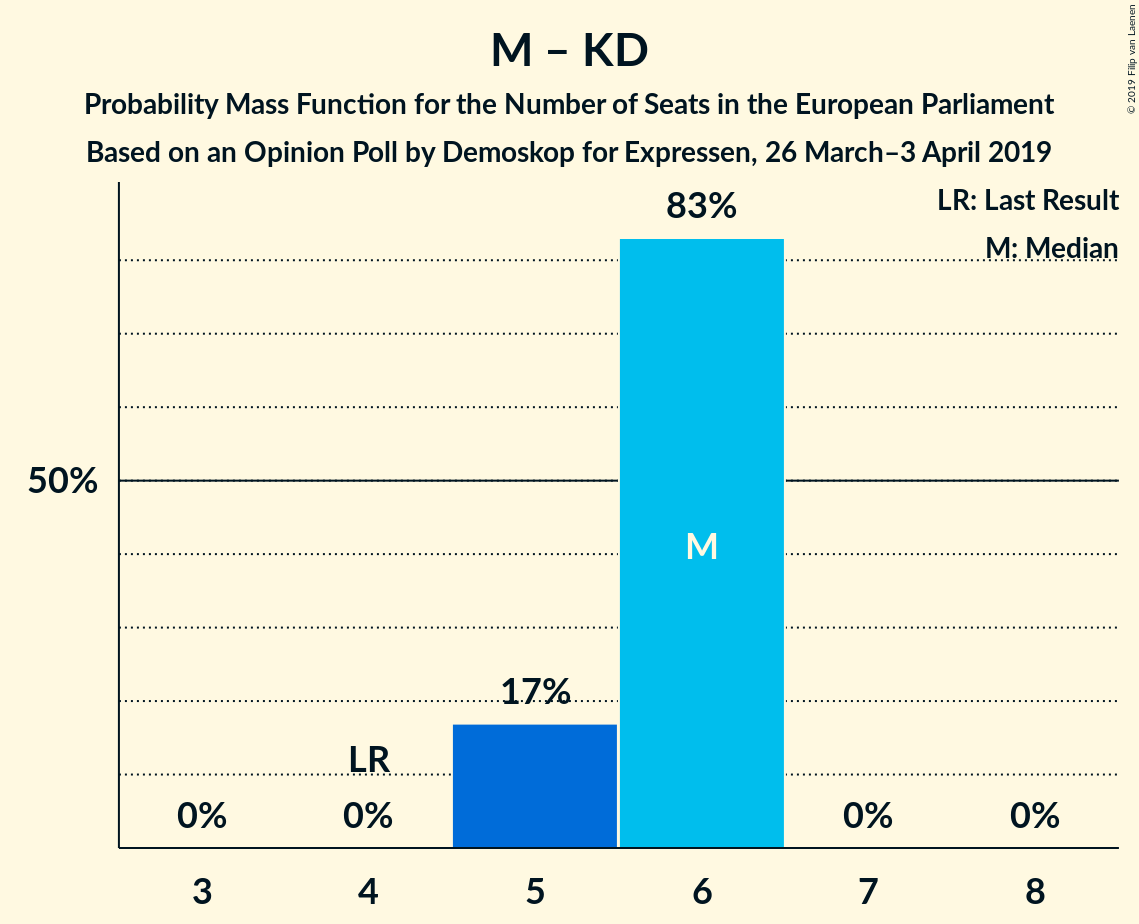 M – KD
Probability Mass Function for the Number of Seats in the European Parliament
Based on an Opinion Poll by Demoskop for Expressen, 26 March–3 April 2019
© 2019 Filip van Laenen
LR: Last Result
M: Median
83%
50%
M
17%
LR
0% 0% 0% 0%
3 4 5 6 7 8